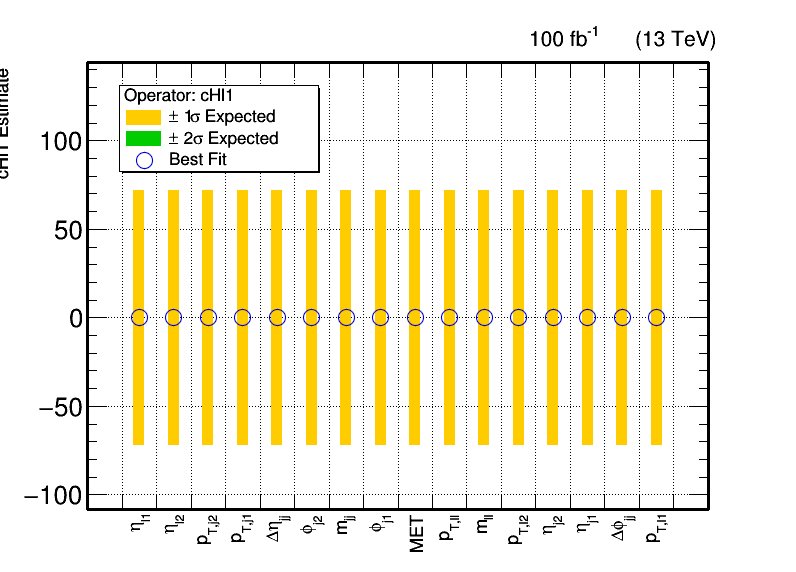 100 fb-1 (13 TeV)
cHl1 Estimate
Operator: cHl1
± 1σ Expected
± 2σ Expected
Best Fit
100
50
0
−50
−100
ηl1 ηl2 pT,j2 pT,j1 Δηjj ϕj2 mjj ϕj1 MET pT,ll mll pT,l2 ηj2 ηj1 Δϕjj pT,l1